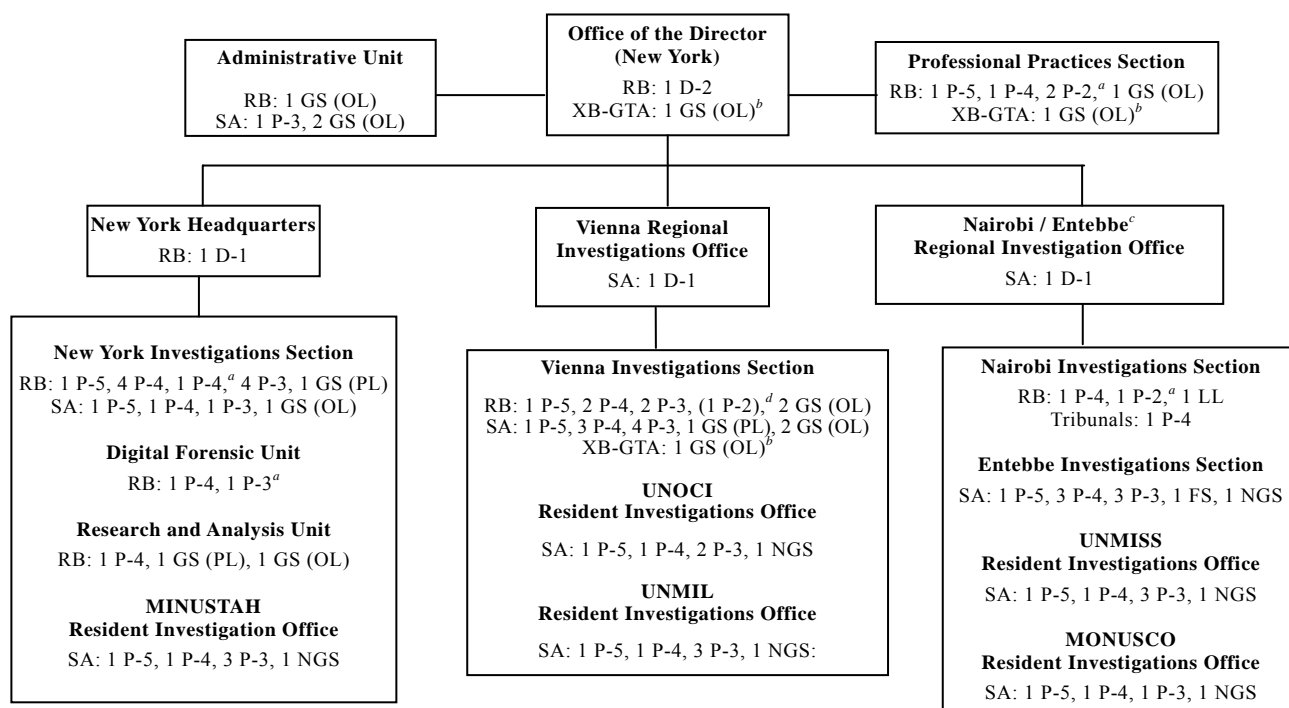 Administrative Unit
RB: 1 GS (OL)
SA: 1 P-3, 2 GS (OL)
Office of the Director
(New York)
RB: 1 D-2
XB-GTA: 1 GS (OL)b
Professional Practices Section
RB: 1 P-5, 1 P-4, 2 P-2,a 1 GS (OL)
XB-GTA: 1 GS (OL)b
New York Headquarters
RB: 1 D-1
Vienna Regional
Investigations Office
SA: 1 D-1
Nairobi / Entebbec
Regional Investigation Office
SA: 1 D-1
New York Investigations Section
RB: 1 P-5, 4 P-4, 1 P-4,a 4 P-3, 1 GS (PL)
SA: 1 P-5, 1 P-4, 1 P-3, 1 GS (OL)
Digital Forensic Unit
RB: 1 P-4, 1 P-3a
Research and Analysis Unit
RB: 1 P-4, 1 GS (PL), 1 GS (OL)
MINUSTAH
Resident Investigation Office
SA: 1 P-5, 1 P-4, 3 P-3, 1 NGS
Vienna Investigations Section
RB: 1 P-5, 2 P-4, 2 P-3, (1 P-2),d 2 GS (OL)
SA: 1 P-5, 3 P-4, 4 P-3, 1 GS (PL), 2 GS (OL)
XB-GTA: 1 GS (OL)b
UNOCI
Resident Investigations Office
SA: 1 P-5, 1 P-4, 2 P-3, 1 NGS
UNMIL
Resident Investigations Office
SA: 1 P-5, 1 P-4, 3 P-3, 1 NGS:
Nairobi Investigations Section
RB: 1 P-4, 1 P-2,a 1 LL
Tribunals: 1 P-4
Entebbe Investigations Section
SA: 1 P-5, 3 P-4, 3 P-3, 1 FS, 1 NGS
UNMISS
Resident Investigations Office
SA: 1 P-5, 1 P-4, 3 P-3, 1 NGS
MONUSCO
Resident Investigations Office
SA: 1 P-5, 1 P-4, 1 P-3, 1 NGS